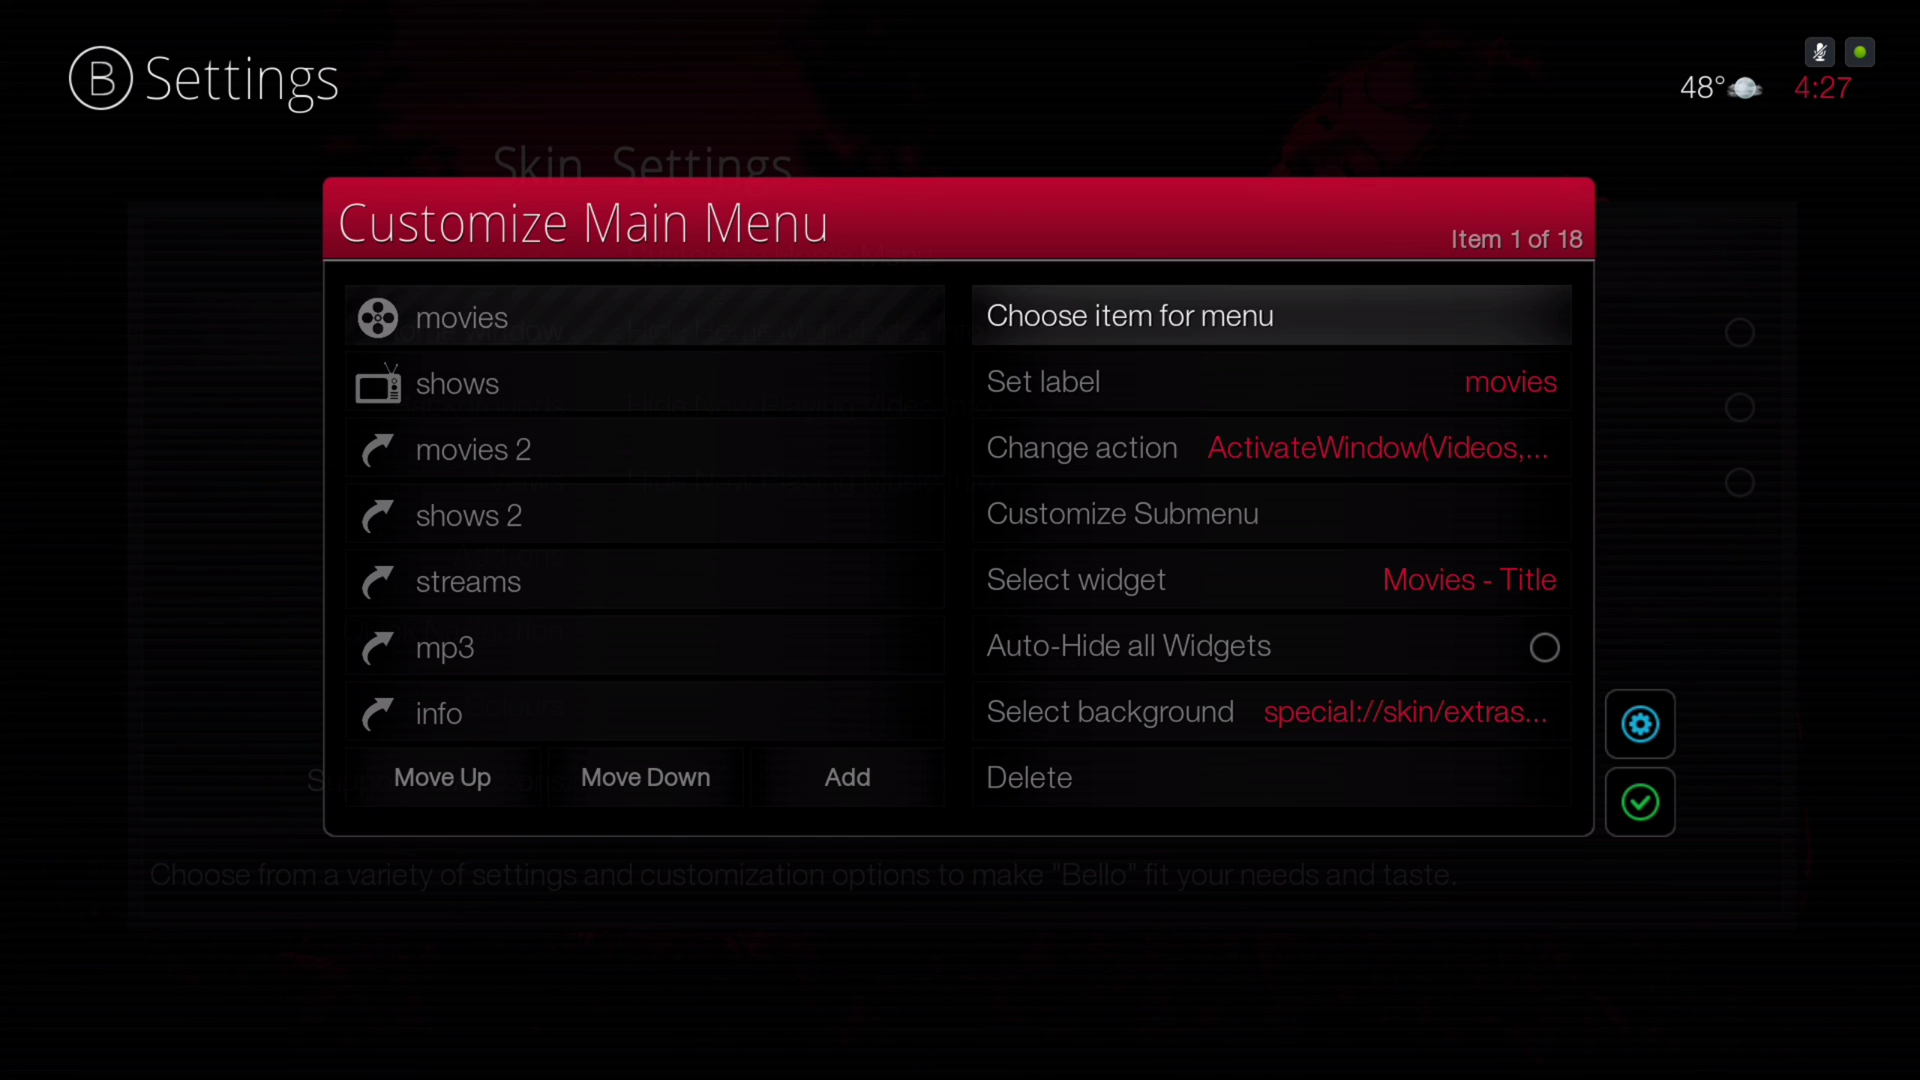 B Settings
48° 4:27
Skin Settings
Customize Main Menu
Item 1 of 18
movies
shows
movies 2
shows 2
streams
mp3
info
Move Up Move Down Add
Choose item for menu
Set label movies
Change action ActivateWindow(Videos,...
Customize Submenu
Select widget Movies - Title
Auto-Hide all Widgets
Select background special://skin/extras...
Delete
Choose from a variety of settings and customization options to make "Bello" fit your needs and taste.